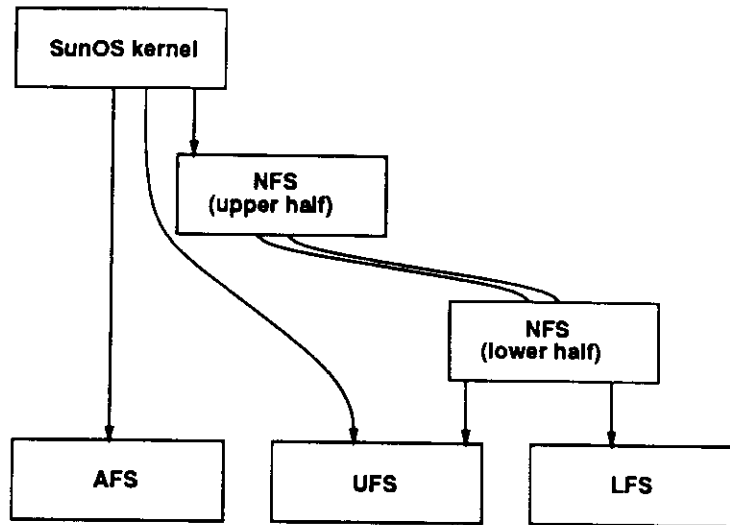 SunOS kernel
NFS
(upper half)
NFS
(lower half)
AFS
UFS
LFS